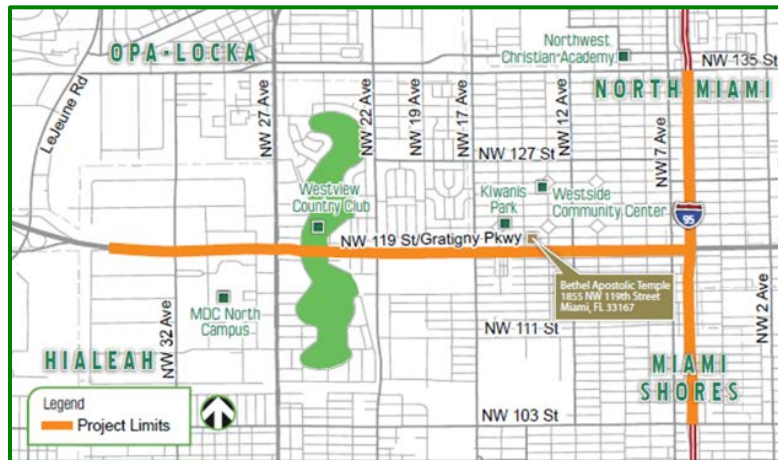 OPA-LOCKA
Northwest
Christian Academy
NW 135 St
NORTH MIAMI
LeJeune Rd
NW 27 Ave
NW 22 Ave
NW 19 Ave
NW 17 Ave
NW 12 Ave
NW 7 Ave
NW 127 St
Westview
Country Club
Kiwanis
Park
Westside
Community Center
95
NW 119 St/Gratigny Pkwy
Bethel Apostolic Temple
1855 NW 119th Street
Miami, FL 33167
MDC North
Campus
NW 32 Ave
NW 111 St
NW 2 Ave
HIALEAH
MIAMI
SHORES
Legend
Project Limits
NW 103 St